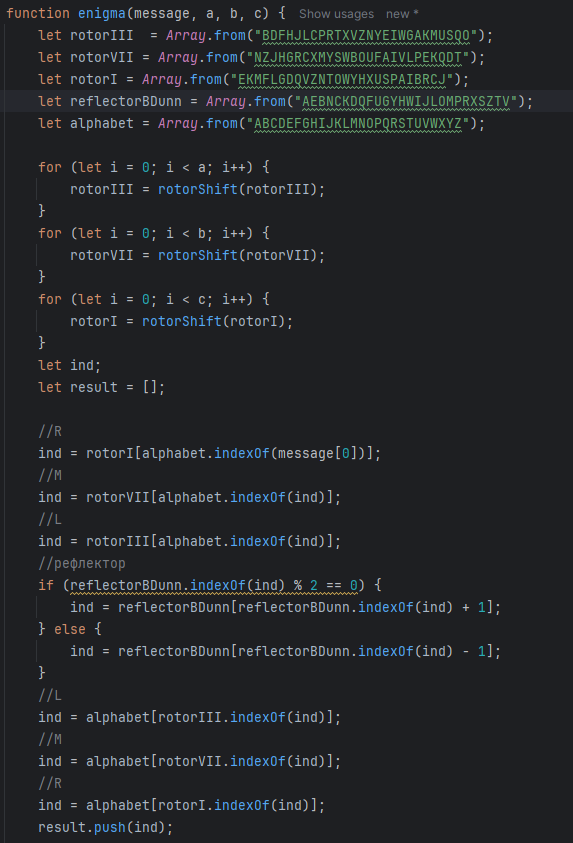 function enigma(message, a, b, c) { Show usages new *
    let rotorIII  = Array.from("BDFHJLCPRTXVZNYEIWGAKMUSQO");
    let rotorVII = Array.from("NZJHGRCXMYSWBOUFAIVLPEKQDT");
    let rotorI = Array.from("EKMFLGDQVZNTOWYHXUSPAIBRCJ");
    let reflectorBDunn = Array.from("AEBNCKDQFUGYHWIJLOMPRXSZTV");
    let alphabet = Array.from("ABCDEFGHIJKLMNOPQRSTUVWXYZ");
    for (let i = 0; i < a; i++) {
        rotorIII = rotorShift(rotorIII);
    }
    for (let i = 0; i < b; i++) {
        rotorVII = rotorShift(rotorVII);
    }
    for (let i = 0; i < c; i++) {
        rotorI = rotorShift(rotorI);
    }
    let ind;
    let result = [];
    //R
    ind = rotorI[alphabet.indexOf(message[0])];
    //M
    ind = rotorVII[alphabet.indexOf(ind)];
    //L
    ind = rotorIII[alphabet.indexOf(ind)];
    //рефлектор
    if (reflectorBDunn.indexOf(ind) % 2 == 0) {
        ind = reflectorBDunn[reflectorBDunn.indexOf(ind) + 1];
    } else {
        ind = reflectorBDunn[reflectorBDunn.indexOf(ind) - 1];
    }
    //L
    ind = alphabet[rotorIII.indexOf(ind)];
    //M
    ind = alphabet[rotorVII.indexOf(ind)];
    //R
    ind = alphabet[rotorI.indexOf(ind)];
    result.push(ind);